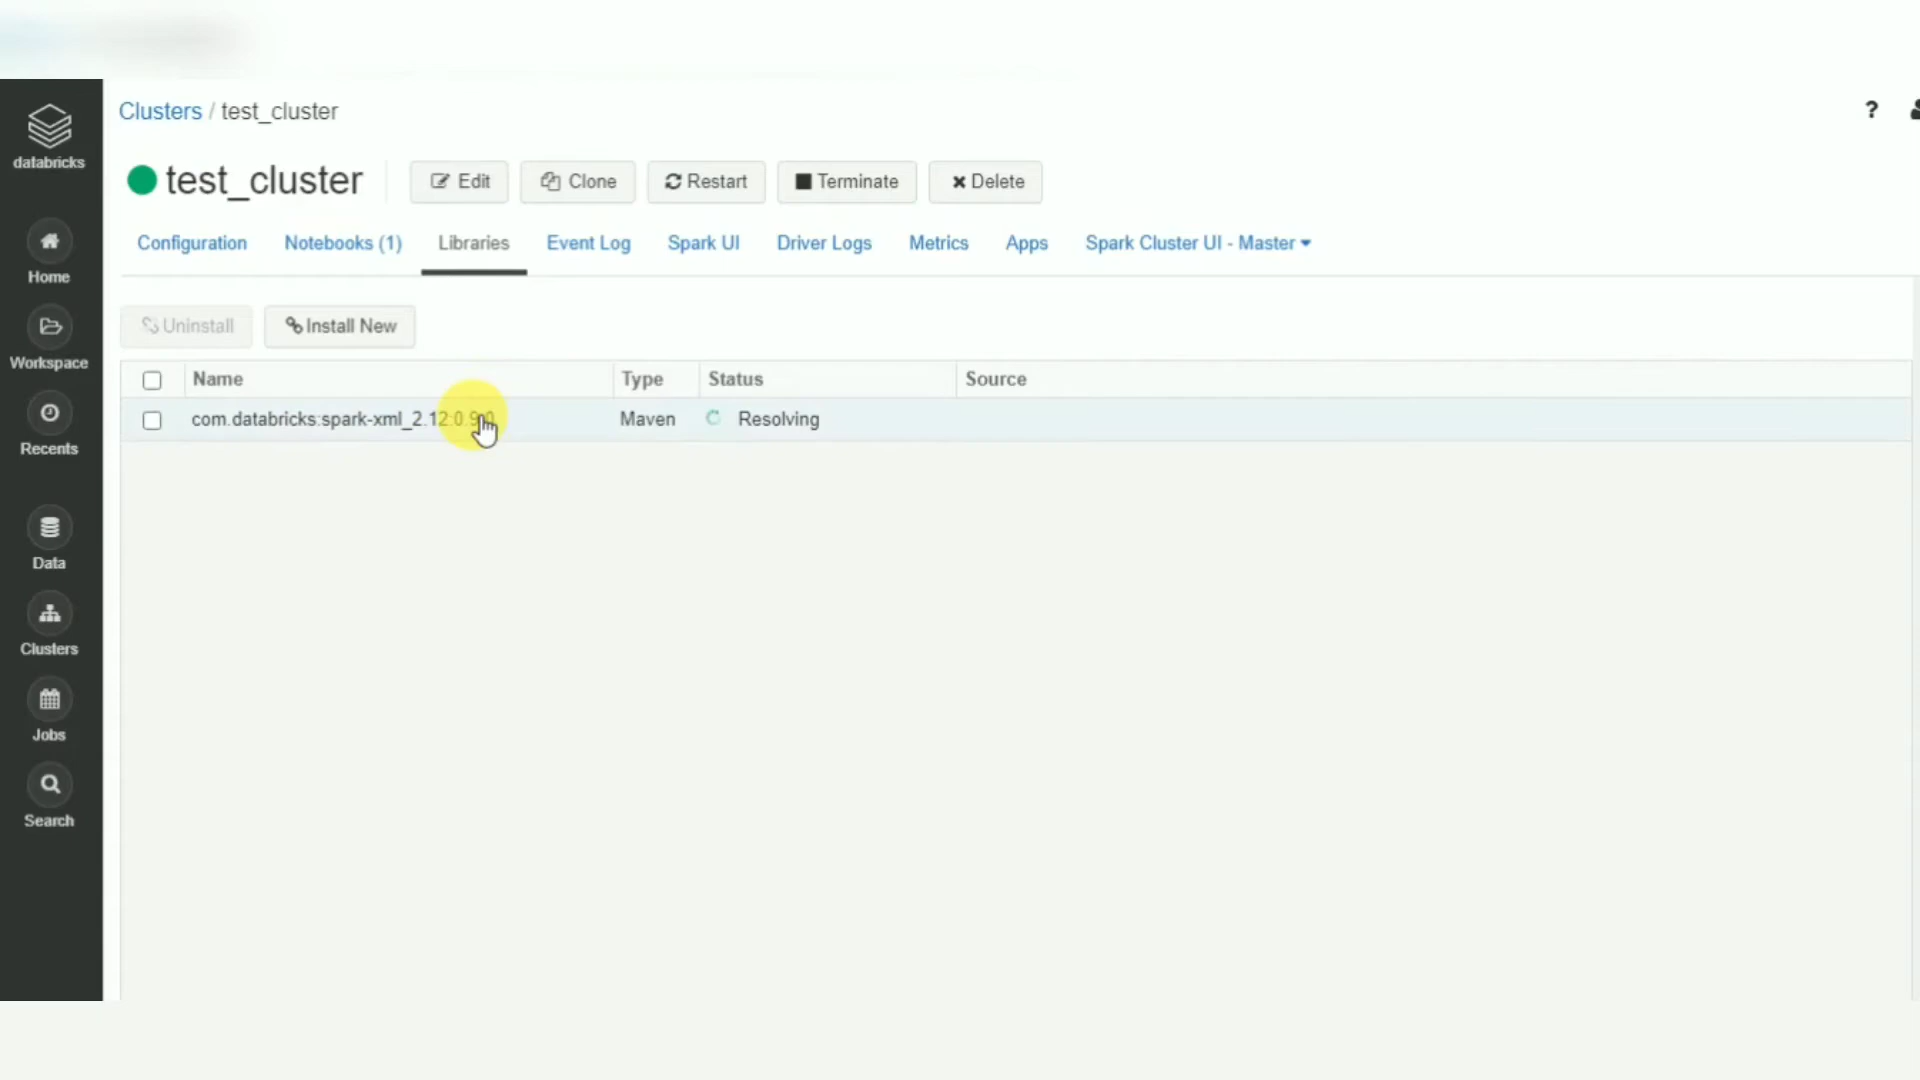 Clusters / test_cluster
?
databricks
test_cluster
Edit
Clone
Restart
Terminate
Delete
Configuration
Notebooks (1)
Libraries
Event Log
Spark UI
Driver Logs
Metrics
Apps
Spark Cluster UI - Master
Home
Workspace
Recents
Data
Clusters
Jobs
Search
Uninstall
Install New
Name
Type
Status
Source
com.databricks:spark-xml_2.12:0.9.0
Maven
Resolving